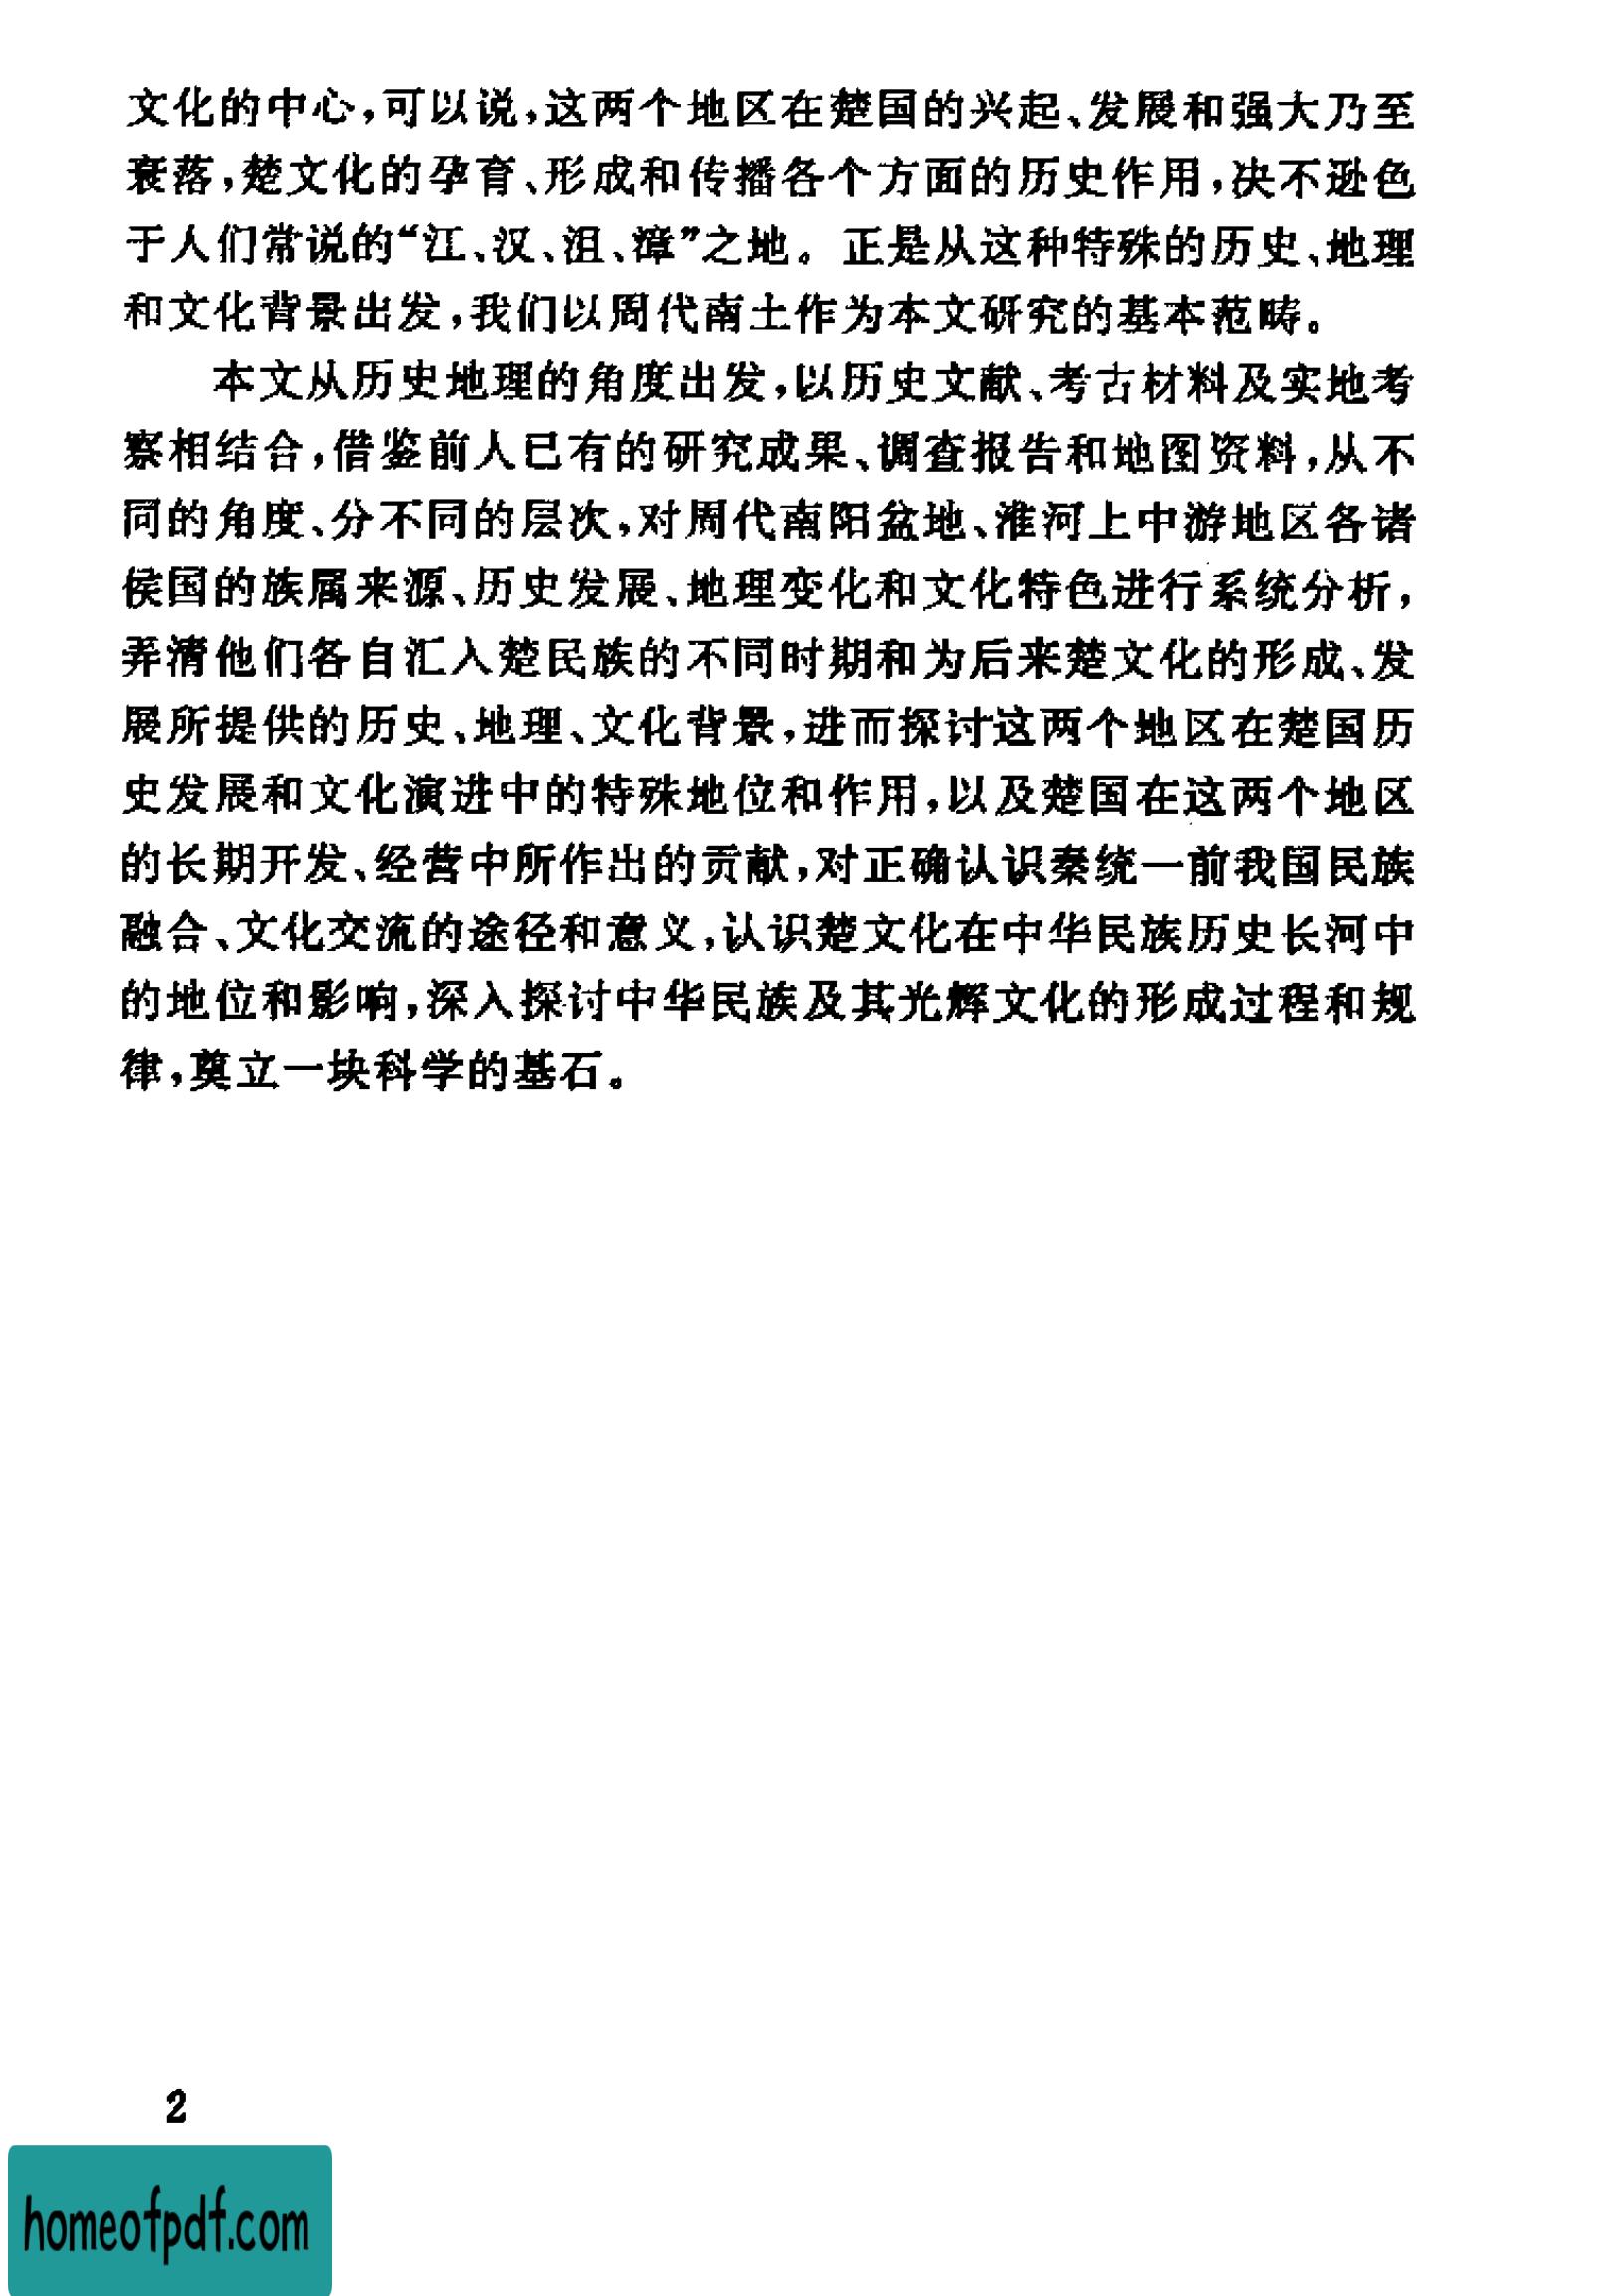 文化的中心,可以说,这两个地区在楚国的兴起、发展和强大乃至
衰落,楚文化的孕育、形成和传播各个方面的历史作用,决不逊色
于人们常说的“江、汉、沮、漳”之地。正是从这种特殊的历史、地理
和文化背景出发,我们以周代南土作为本文研究的基本范畴。
本文从历史地理的角度出发,以历史文献、考古材料及实地考
察相结合,借鉴前人已有的研究成果、调查报告和地图资料,从不
同的角度、分不同的层次,对周代南阳盆地、淮河上中游地区各诸
侯国的族属来源、历史发展、地理变化和文化特色进行系统分析,
弄清他们各自汇入楚民族的不同时期和为后来楚文化的形成、发
展所提供的历史、地理、文化背景,进而探讨这两个地区在楚国历
史发展和文化演进中的特殊地位和作用,以及楚国在这两个地区
的长期开发、经营中所作出的贡献,对正确认识秦统一前我国民族
融合、文化交流的途径和意义,认识楚文化在中华民族历史长河中
的地位和影响,深入探讨中华民族及其光辉文化的形成过程和规
律,奠立一块科学的基石。
2
homeofpdf.com